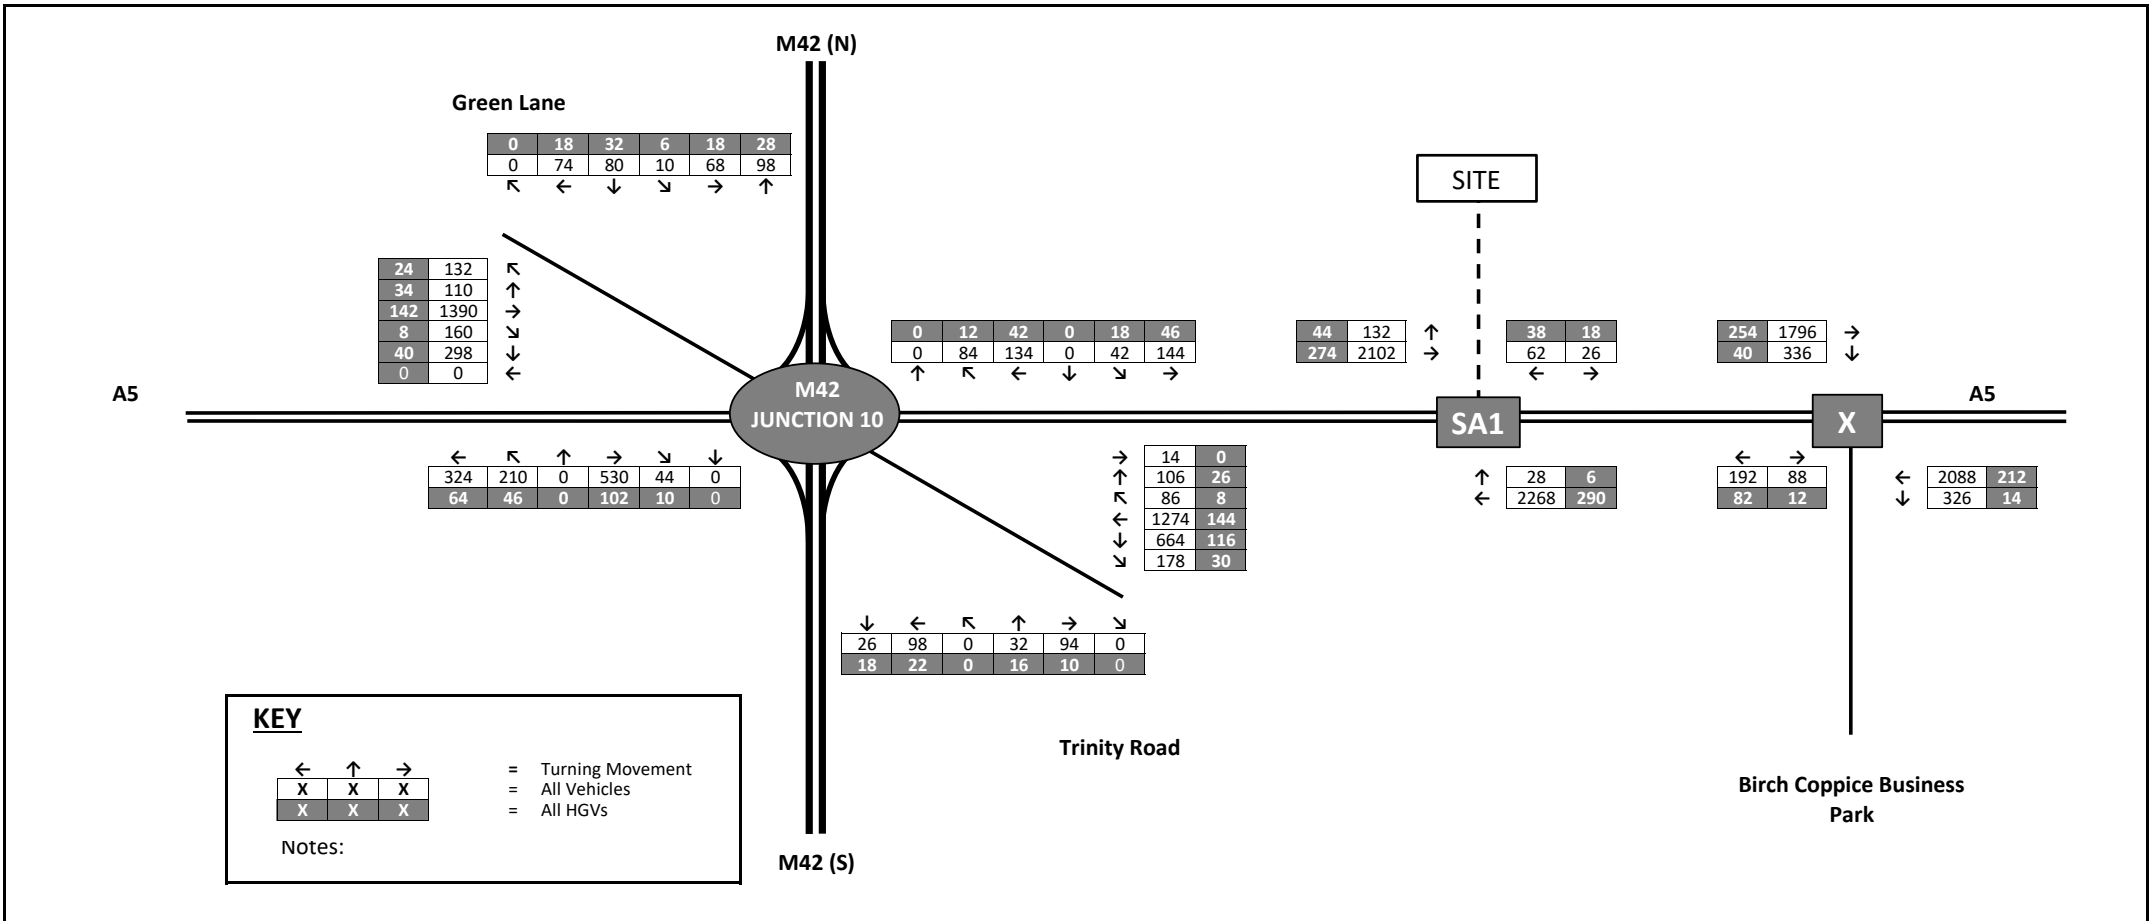 M42 (N)
Green Lane
0 18 32 6 18 28
0 74 80 10 68 98
↖ ← ↓ ↘ → ↑
SITE
24 132 ↖
34 110 ↑
142 1390 →
8 160 ↘
40 298 ↓
0 0 ←
0 12 42 0 18 46
0 84 134 0 42 144
↑ ↖ ← ↓ ↘ →
44 132 ↑
274 2102 →
38 18
62 26
← →
254 1796 →
40 336 ↓
A5
M42
JUNCTION 10
SA1
X
A5
← ↖ ↑ → ↘ ↓
324 210 0 530 44 0
64 46 0 102 10 0
→ 14 0
↑ 106 26
↖ 86 8
← 1274 144
↓ 664 116
↘ 178 30
↑ 28 6
← 2268 290
← →
192 88
82 12
← 2088 212
↓ 326 14
↓ ← ↖ ↑ → ↘
26 98 0 32 94 0
18 22 0 16 10 0
Trinity Road
Birch Coppice Business
Park
KEY
← ↑ → = Turning Movement
X X X = All Vehicles
X X X = All HGVs
Notes:
M42 (S)